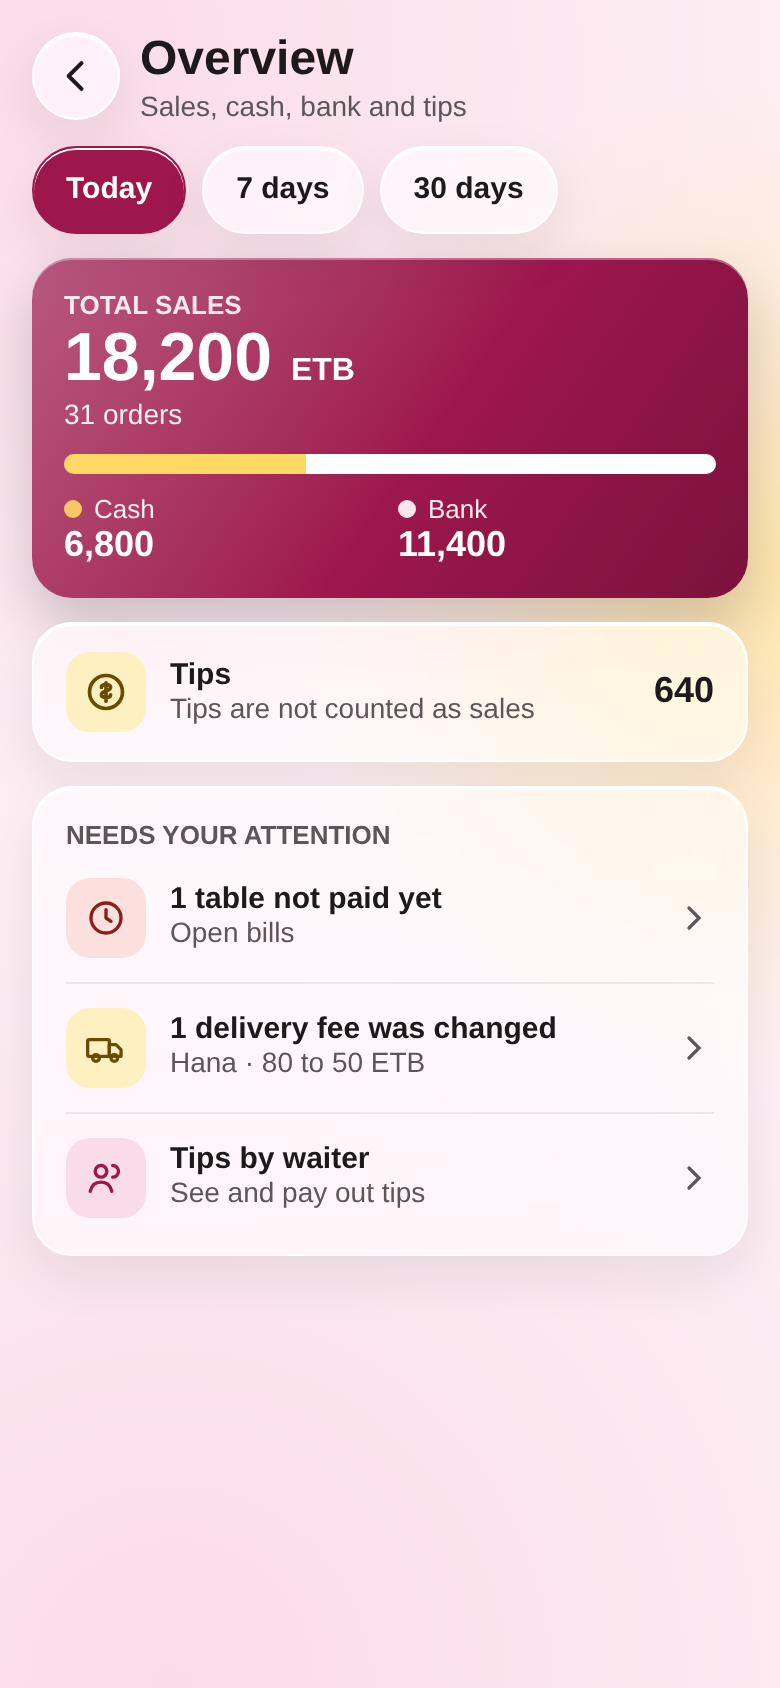 Overview
Sales, cash, bank and tips
Today
7 days
30 days
TOTAL SALES
18,200 ETB
31 orders
Cash
6,800
Bank
11,400
Tips
Tips are not counted as sales
640
NEEDS YOUR ATTENTION
1 table not paid yet
Open bills
1 delivery fee was changed
Hana · 80 to 50 ETB
Tips by waiter
See and pay out tips